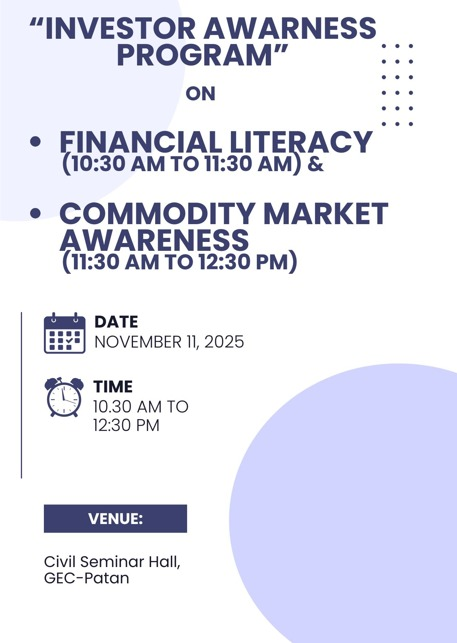 “INVESTOR AWARNESS
PROGRAM”
ON
• FINANCIAL LITERACY
(10:30 AM TO 11:30 AM) &
• COMMODITY MARKET
AWARENESS
(11:30 AM TO 12:30 PM)
DATE
NOVEMBER 11, 2025
TIME
10.30 AM TO
12:30 PM
VENUE:
Civil Seminar Hall,
GEC-Patan